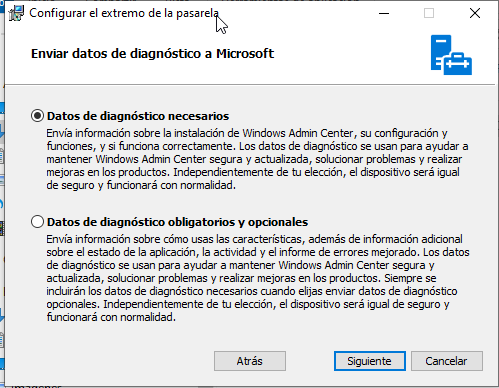 Configurar el extremo de la pasarela
Enviar datos de diagnóstico a Microsoft
Datos de diagnóstico necesarios
Envía información sobre la instalación de Windows Admin Center, su configuración y
funciones, y si funciona correctamente. Los datos de diagnóstico se usan para ayudar a
mantener Windows Admin Center segura y actualizada, solucionar problemas y realizar
mejoras en los productos. Independientemente de tu elección, el dispositivo será igual
de seguro y funcionará con normalidad.
Datos de diagnóstico obligatorios y opcionales
Envía información sobre cómo usas las características, además de información adicional
sobre el estado de la aplicación, la actividad y el informe de errores mejorado. Los datos
de diagnóstico se usan para ayudar a mantener Windows Admin Center segura y
actualizada, solucionar problemas y realizar mejoras en los productos. Siempre se
incluirán los datos de diagnóstico necesarios cuando elijas enviar datos de diagnóstico
opcionales. Independientemente de tu elección, el dispositivo será igual de seguro y
funcionará con normalidad.
Atrás
Siguiente
Cancelar